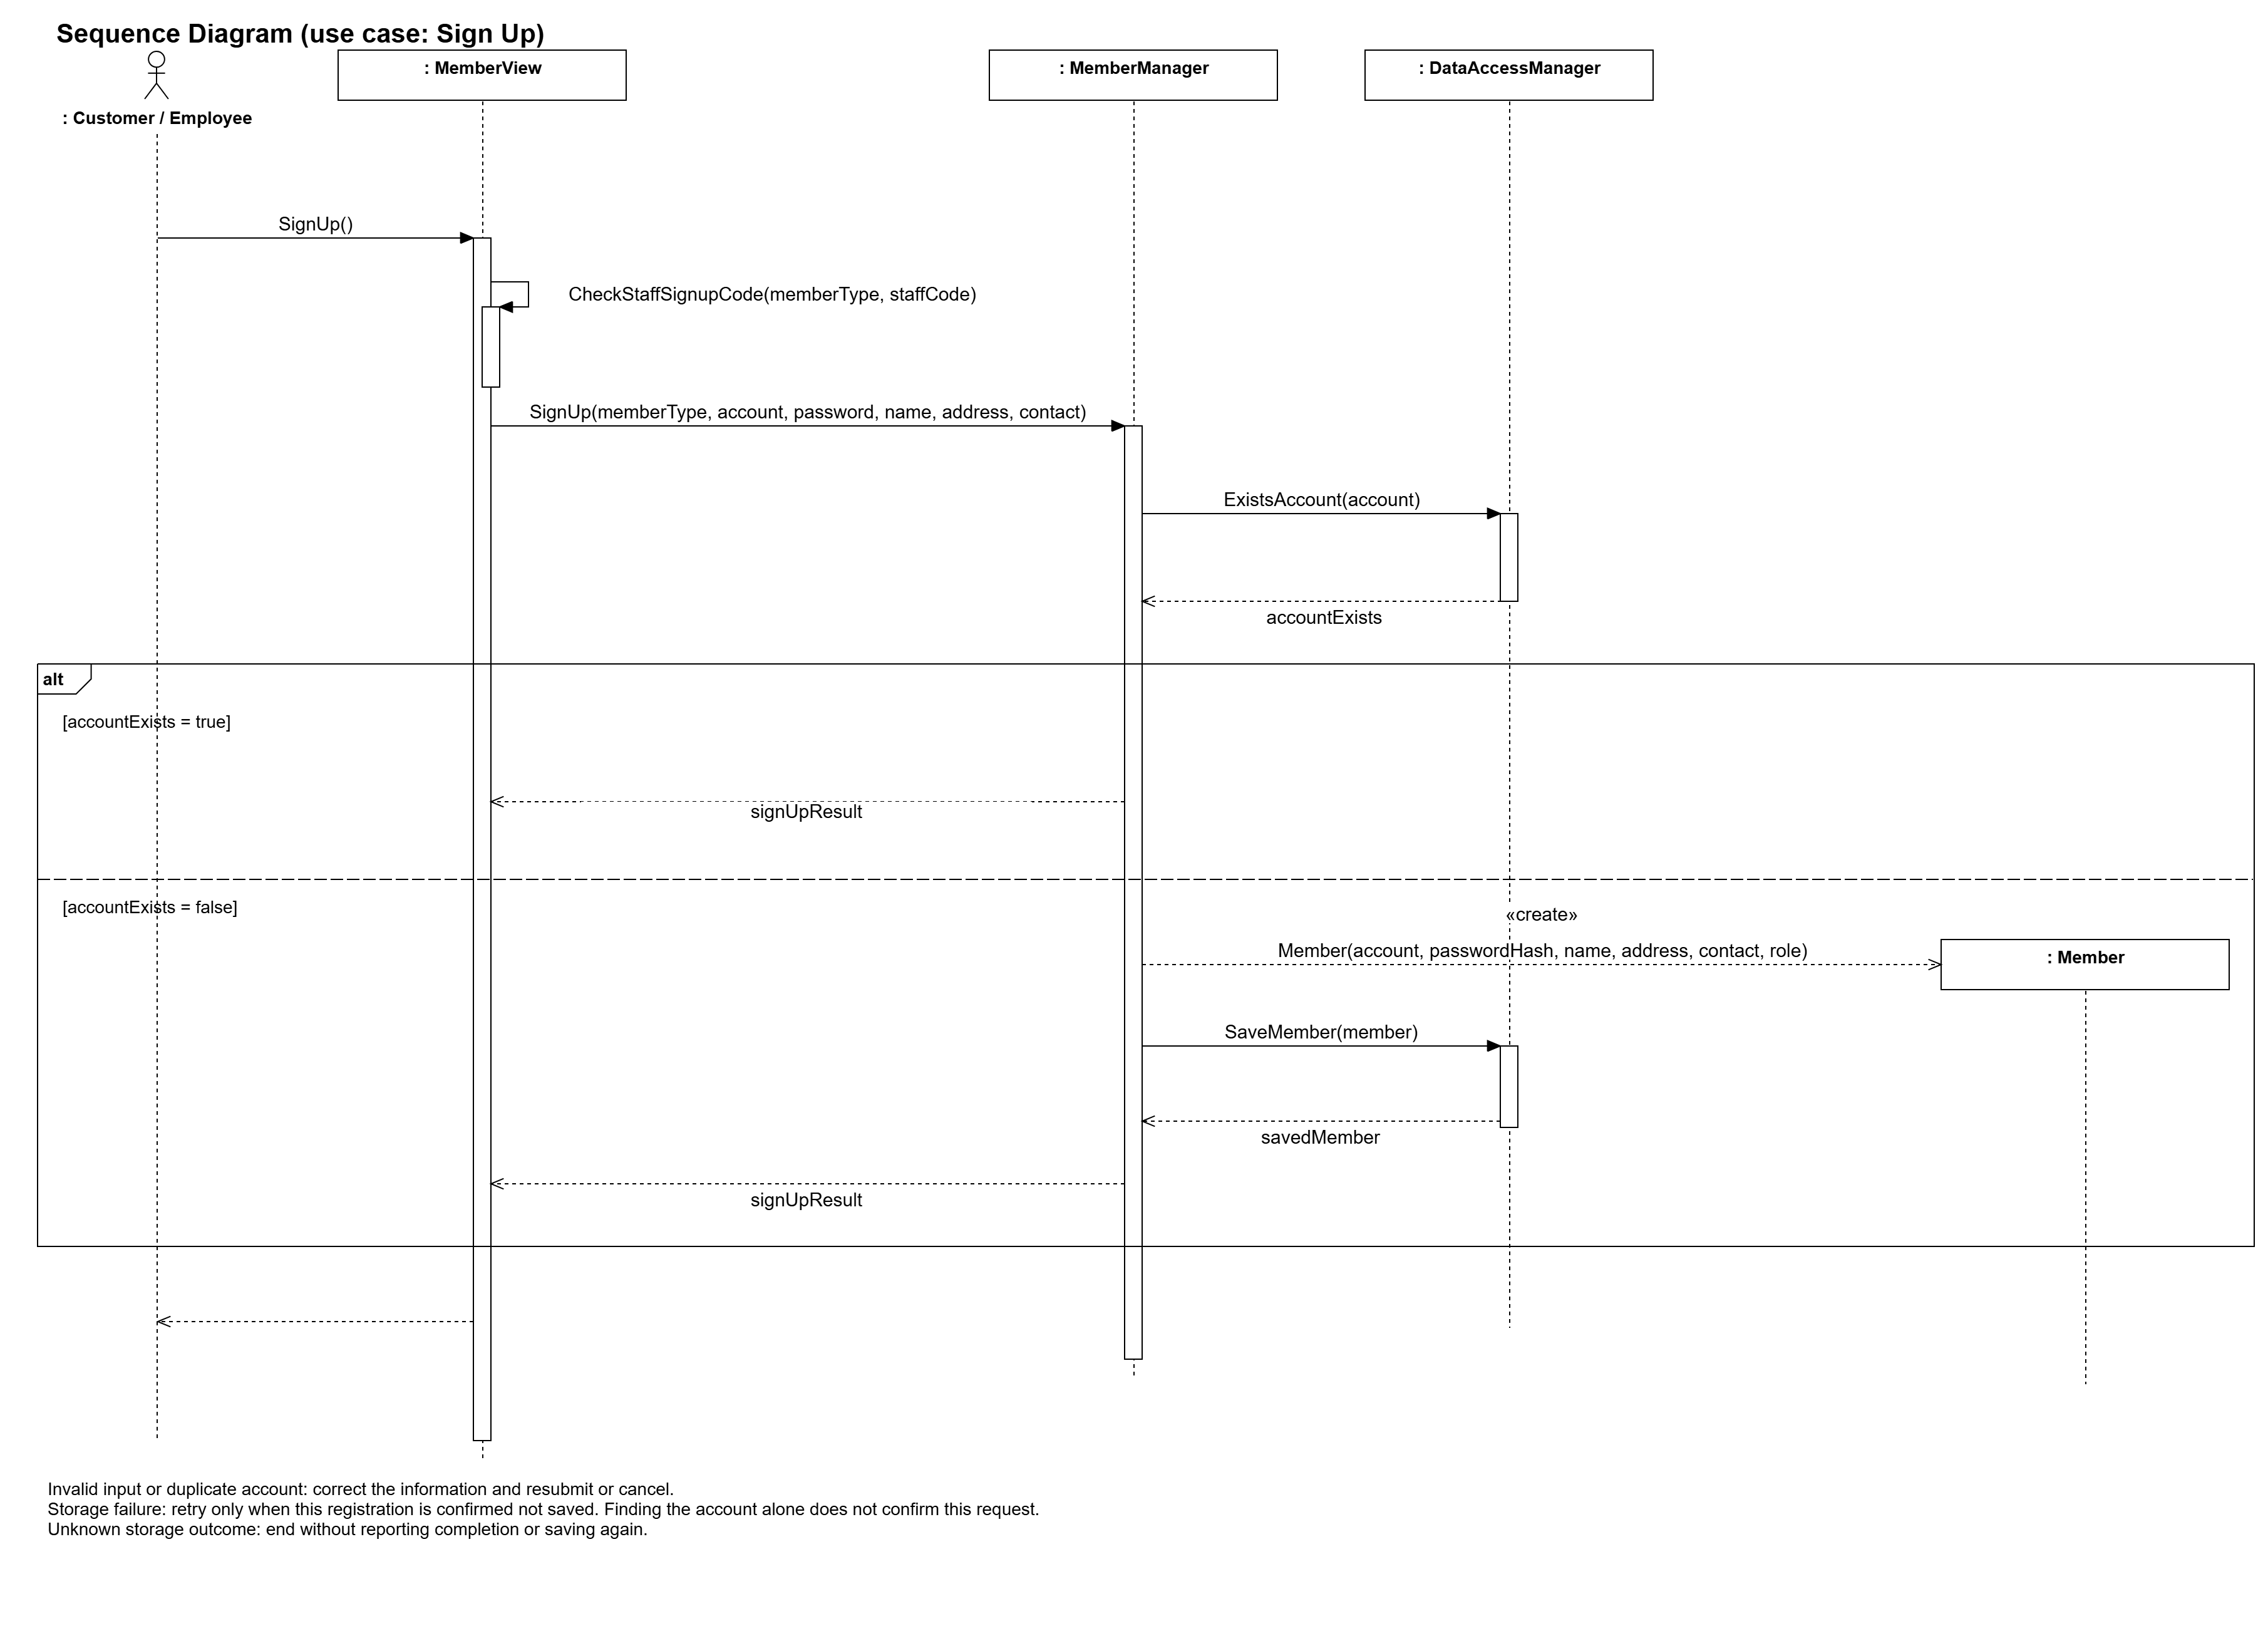 Sequence Diagram (use case: Sign Up)
: Customer / Employee
: MemberView
: MemberManager
: DataAccessManager
SignUp()
CheckStaffSignupCode(memberType, staffCode)
SignUp(memberType, account, password, name, address, contact)
ExistsAccount(account)
accountExists
alt
[accountExists = true]
signUpResult
[accountExists = false]
«create»
Member(account, passwordHash, name, address, contact, role)
: Member
SaveMember(member)
savedMember
signUpResult
Invalid input or duplicate account: correct the information and resubmit or cancel.
Storage failure: retry only when this registration is confirmed not saved. Finding the account alone does not confirm this request.
Unknown storage outcome: end without reporting completion or saving again.